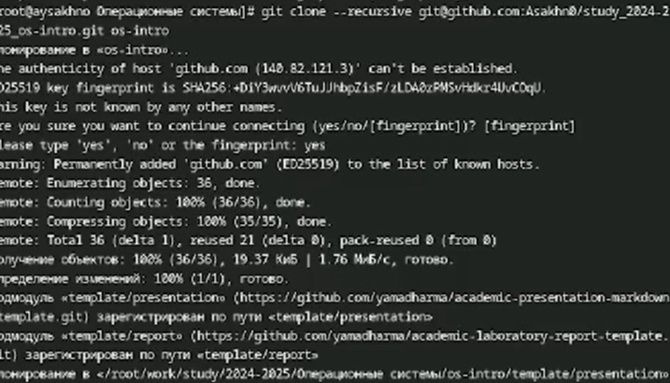 root@aysakhno Операционные системы]# git clone --recursive git@github.com:Asakhn0/study_2024-2
25_os-intro.git os-intro
лонирование в «os-intro»...
he authenticity of host 'github.com (140.82.121.3)' can't be established.
D25519 key fingerprint is SHA256:+DiY3wvvV6TuJJhbpZisF/zLDA0zPMSvHdkr4UvCOqU.
his key is not known by any other names.
re you sure you want to continue connecting (yes/no/[fingerprint])? [fingerprint]
lease type 'yes', 'no' or the fingerprint: yes
arning: Permanently added 'github.com' (ED25519) to the list of known hosts.
emote: Enumerating objects: 36, done.
emote: Counting objects: 100% (36/36), done.
emote: Compressing objects: 100% (35/35), done.
emote: Total 36 (delta 1), reused 21 (delta 0), pack-reused 0 (from 0)
олучение объектов: 100% (36/36), 19.37 КиБ | 1.76 МиБ/с, готово.
пределение изменений: 100% (1/1), готово.
одмодуль «template/presentation» (https://github.com/yamadharma/academic-presentation-markdown
template.git) зарегистрирован по пути «template/presentation»
одмодуль «template/report» (https://github.com/yamadharma/academic-laboratory-report-template.
it) зарегистрирован по пути «template/report»
лонирование в «/root/work/study/2024-2025/Операционные системы/os-intro/template/presentation»